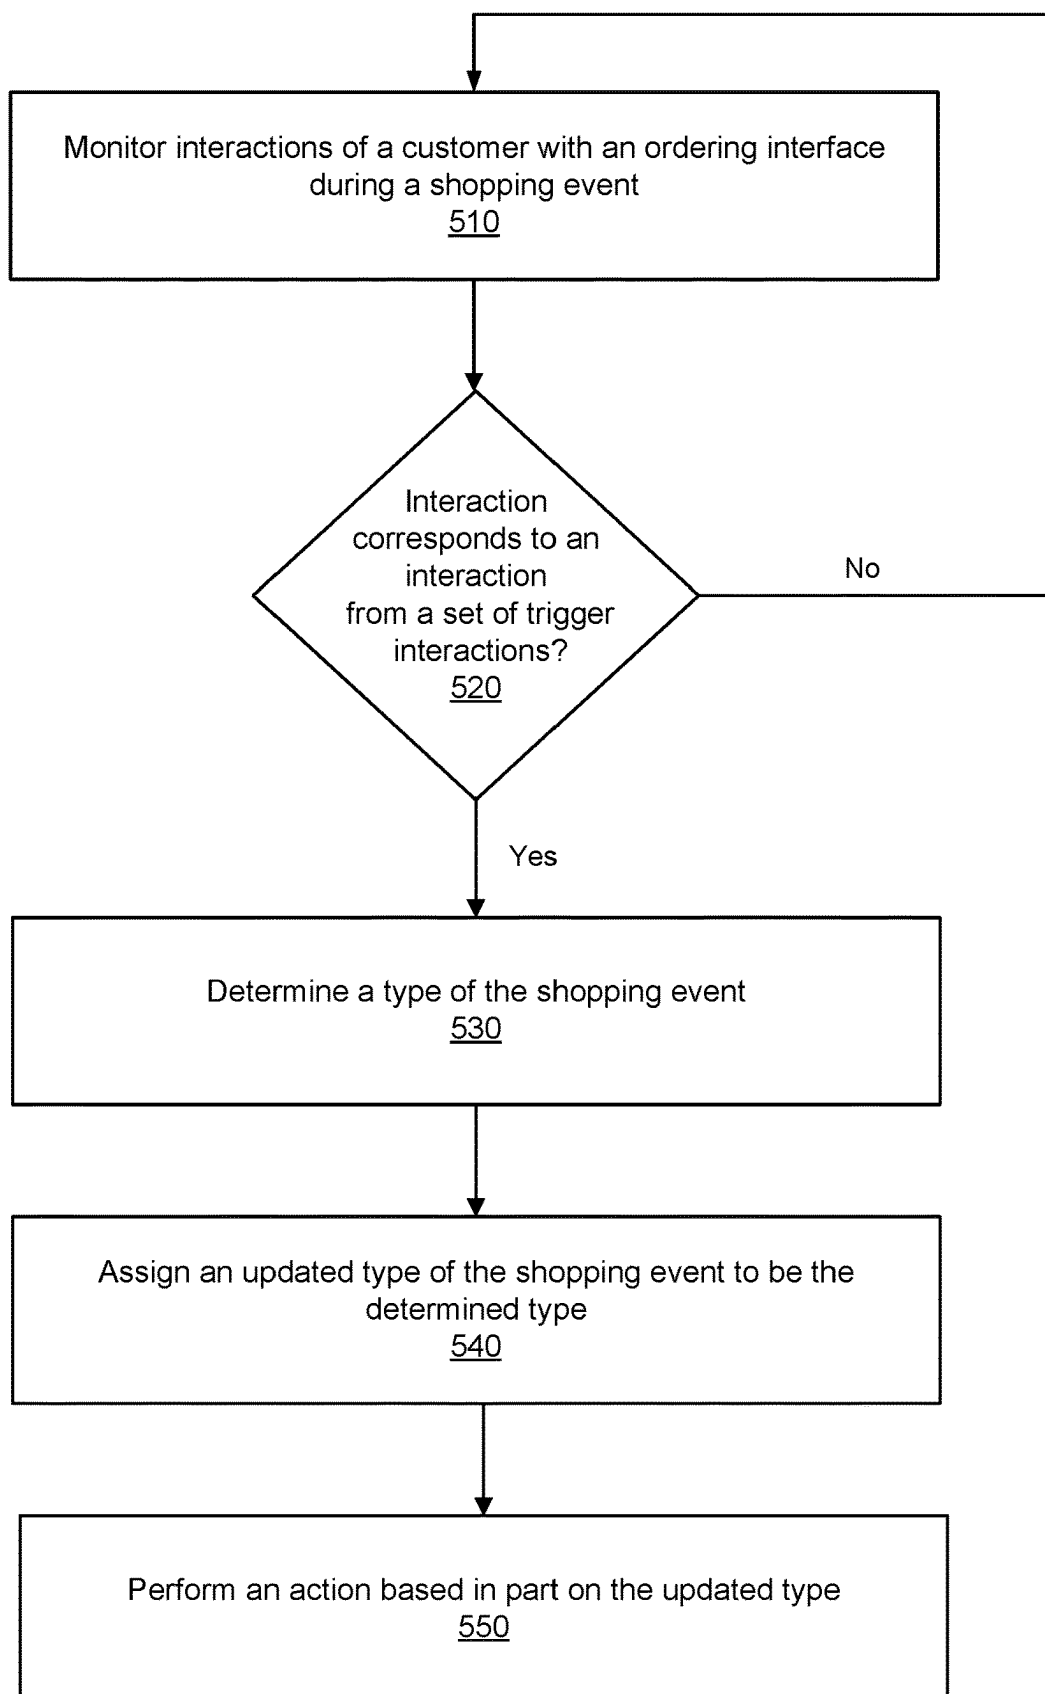 Monitor interactions of a customer with an ordering interface
during a shopping event
510
Interaction
corresponds to an
interaction
from a set of trigger
interactions?
520
No
Yes
Determine a type of the shopping event
530
Assign an updated type of the shopping event to be the
determined type
540
Perform an action based in part on the updated type
550